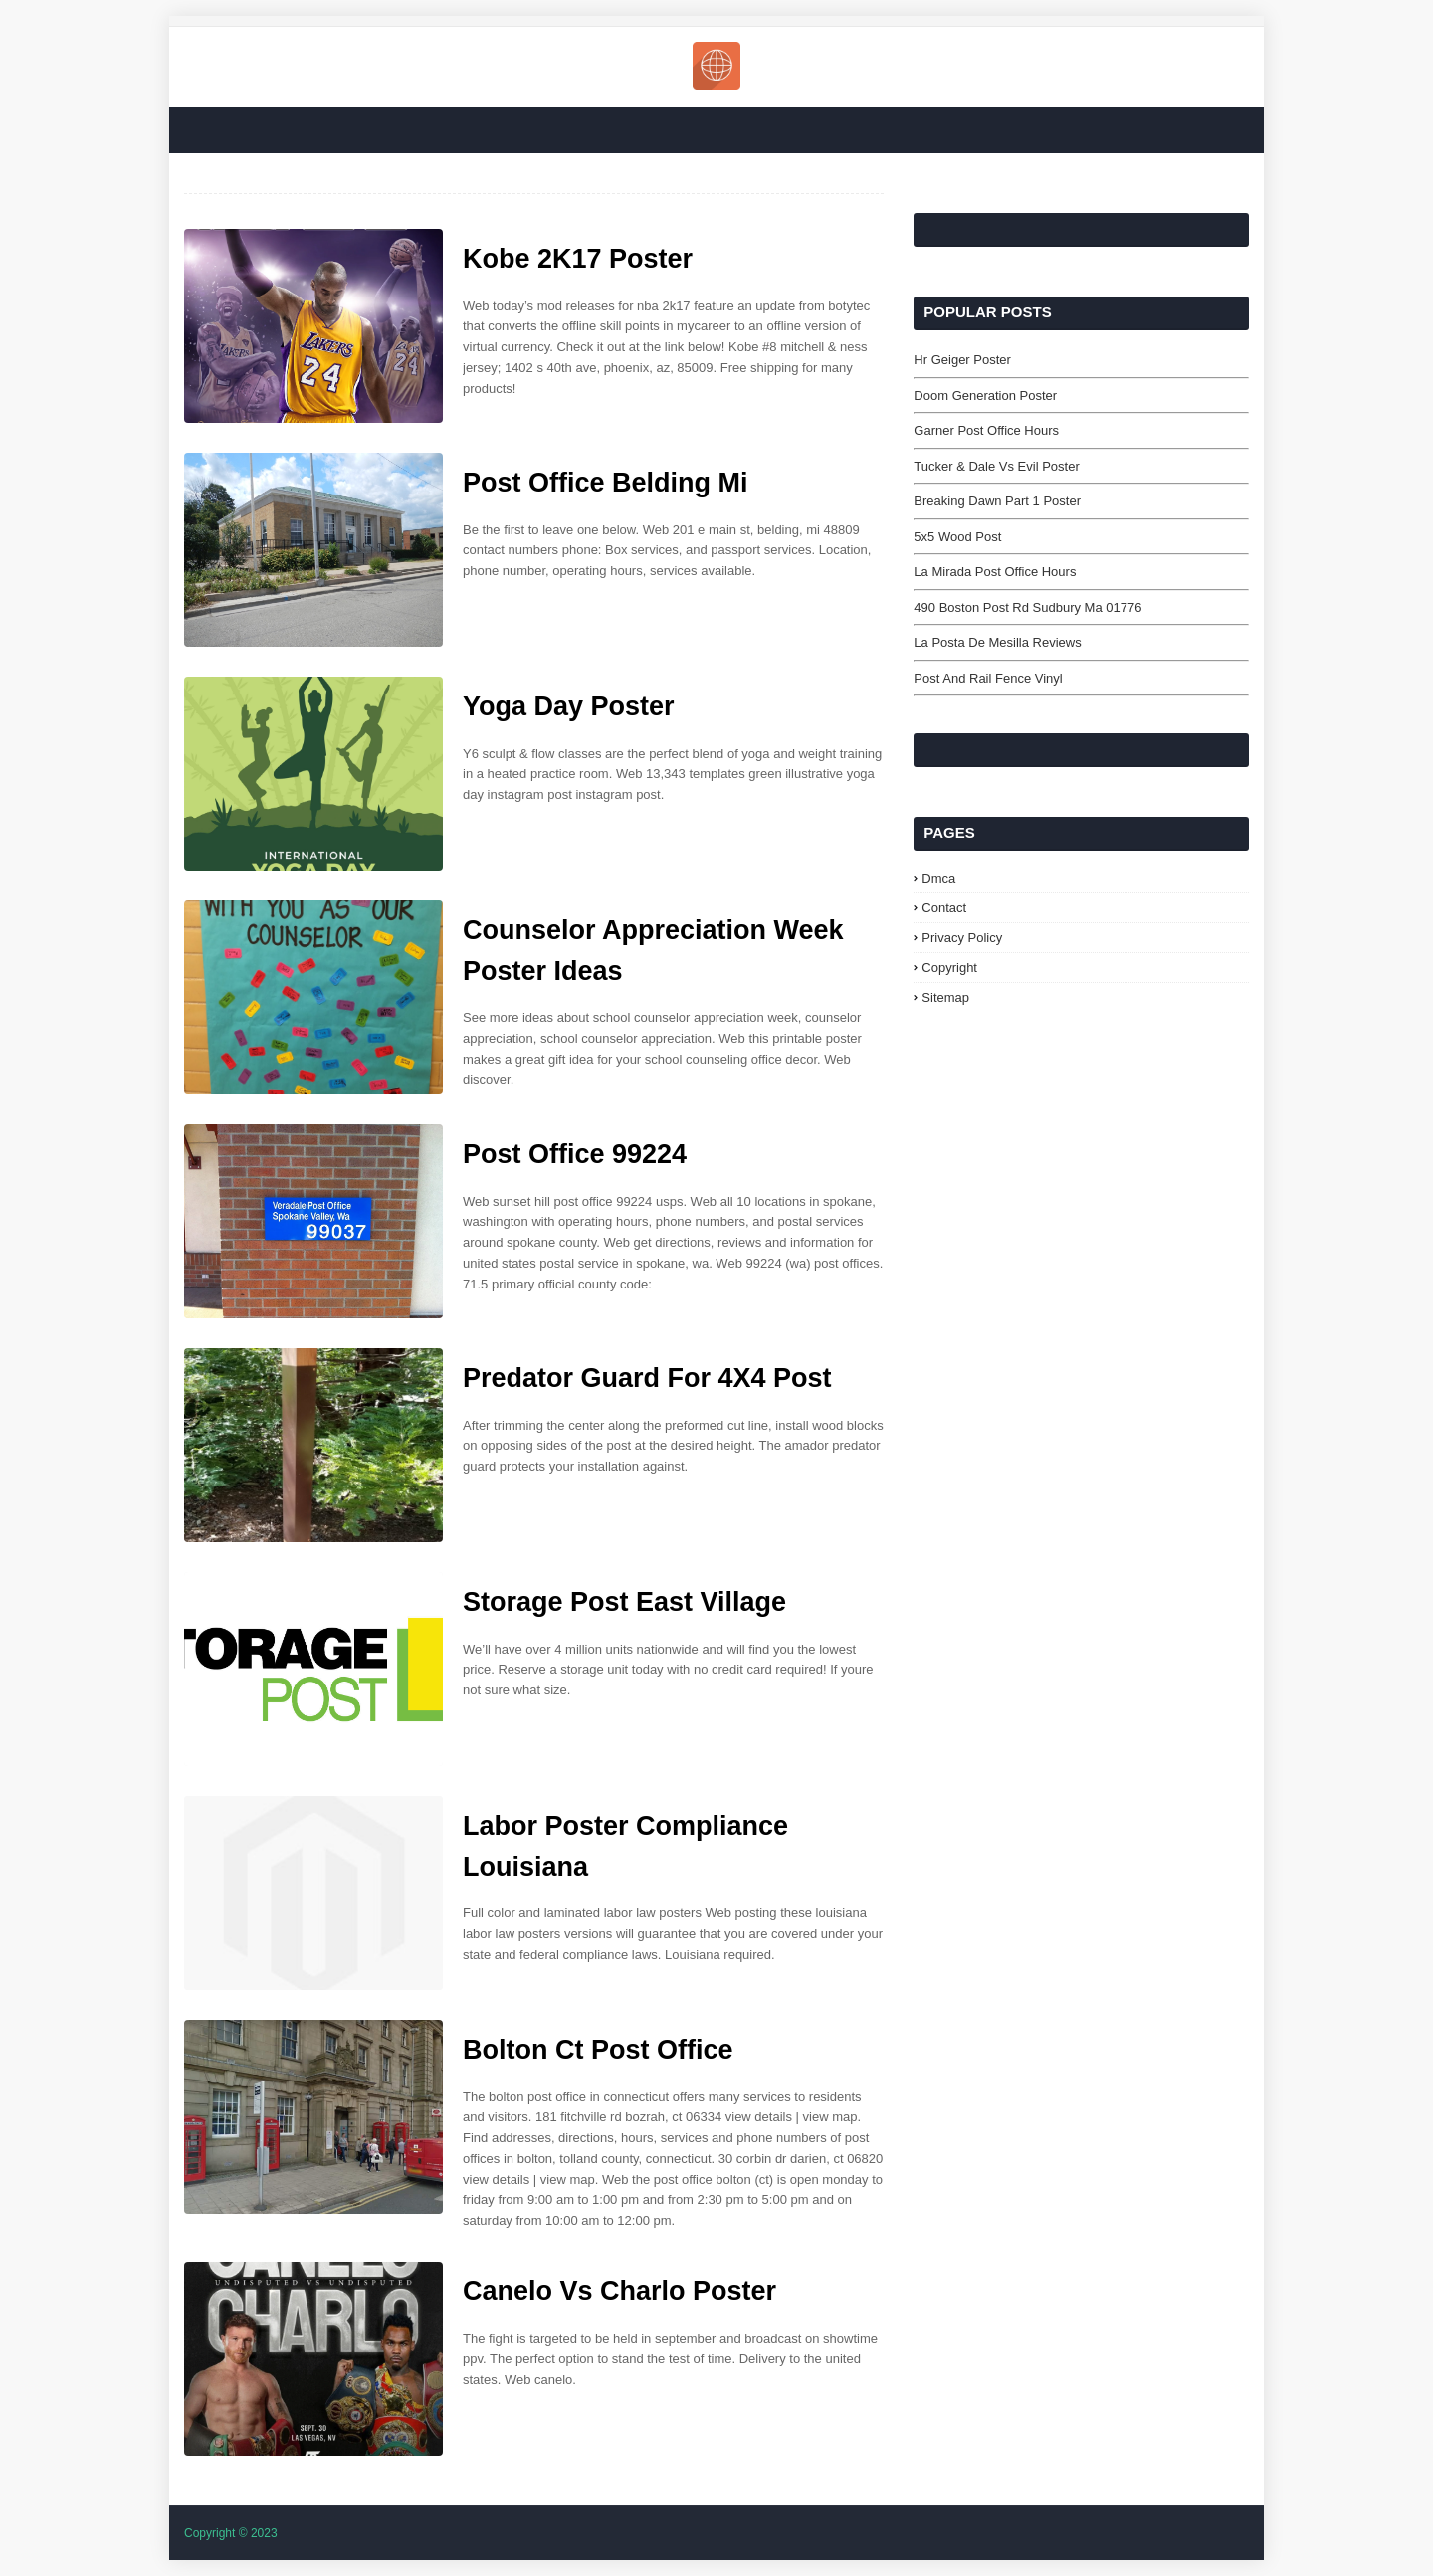 Kobe 2K17 Poster
Web today's mod releases for nba 2k17 feature an update from botytec
that converts the offline skill points in mycareer to an offline version of
virtual currency. Check it out at the link below! Kobe #8 mitchell & ness
jersey; 1402 s 40th ave, phoenix, az, 85009. Free shipping for many
products!
LAKERS
24
LAKERS
24
Post Office Belding Mi
Be the first to leave one below. Web 201 e main st, belding, mi 48809
contact numbers phone: Box services, and passport services. Location,
phone number, operating hours, services available.
Yoga Day Poster
Y6 sculpt & flow classes are the perfect blend of yoga and weight training
in a heated practice room. Web 13,343 templates green illustrative yoga
day instagram post instagram post.
INTERNATIONAL
YOGA DAY
WITH YOU AS OUR
COUNSELOR
Counselor Appreciation Week
Poster Ideas
See more ideas about school counselor appreciation week, counselor
appreciation, school counselor appreciation. Web this printable poster
makes a great gift idea for your school counseling office decor. Web
discover.
Veradale Post Office
Spokane Valley, Wa
99037
Post Office 99224
Web sunset hill post office 99224 usps. Web all 10 locations in spokane,
washington with operating hours, phone numbers, and postal services
around spokane county. Web get directions, reviews and information for
united states postal service in spokane, wa. Web 99224 (wa) post offices.
71.5 primary official county code:
Predator Guard For 4X4 Post
After trimming the center along the preformed cut line, install wood blocks
on opposing sides of the post at the desired height. The amador predator
guard protects your installation against.
TORAGE
POST
Storage Post East Village
We'll have over 4 million units nationwide and will find you the lowest
price. Reserve a storage unit today with no credit card required! If youre
not sure what size.
Labor Poster Compliance
Louisiana
Full color and laminated labor law posters Web posting these louisiana
labor law posters versions will guarantee that you are covered under your
state and federal compliance laws. Louisiana required.
Bolton Ct Post Office
The bolton post office in connecticut offers many services to residents
and visitors. 181 fitchville rd bozrah, ct 06334 view details | view map.
Find addresses, directions, hours, services and phone numbers of post
offices in bolton, tolland county, connecticut. 30 corbin dr darien, ct 06820
view details | view map. Web the post office bolton (ct) is open monday to
friday from 9:00 am to 1:00 pm and from 2:30 pm to 5:00 pm and on
saturday from 10:00 am to 12:00 pm.
CANELO
UNDISPUTED VS UNDISPUTED
CHARLO
SEPT. 30
LAS VEGAS, NV
Canelo Vs Charlo Poster
The fight is targeted to be held in september and broadcast on showtime
ppv. The perfect option to stand the test of time. Delivery to the united
states. Web canelo.
POPULAR POSTS
Hr Geiger Poster
Doom Generation Poster
Garner Post Office Hours
Tucker & Dale Vs Evil Poster
Breaking Dawn Part 1 Poster
5x5 Wood Post
La Mirada Post Office Hours
490 Boston Post Rd Sudbury Ma 01776
La Posta De Mesilla Reviews
Post And Rail Fence Vinyl
PAGES
Dmca
Contact
Privacy Policy
Copyright
Sitemap
Copyright © 2023